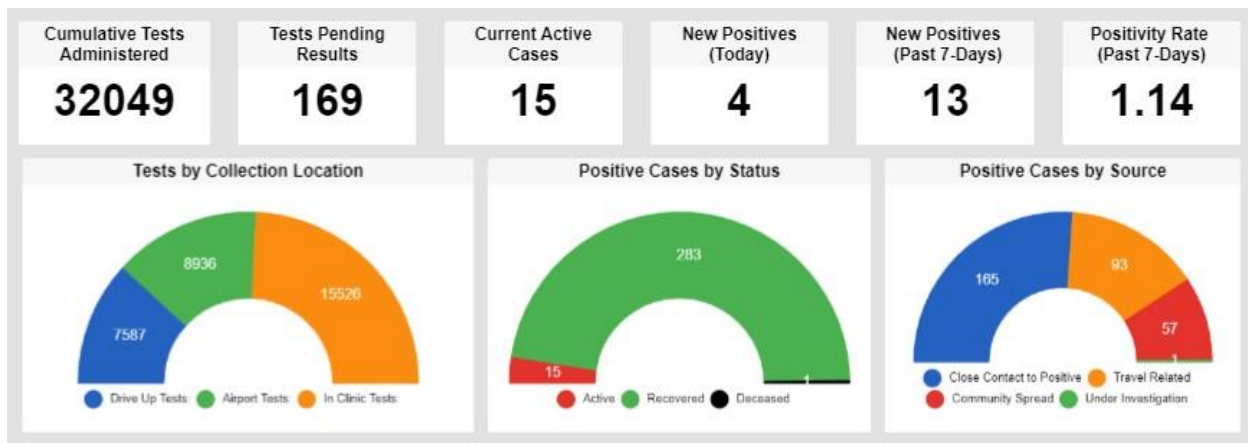 Cumulative Tests
Administered
32049
Tests Pending
Results
169
Current Active
Cases
15
New Positives
(Today)
4
New Positives
(Past 7-Days)
13
Positivity Rate
(Past 7-Days)
1.14
Tests by Collection Location
7587
8936
15526
Drive Up Tests Airport Tests In Clinic Tests
Positive Cases by Status
15
283
1
Active Recovered Deceased
Positive Cases by Source
165
93
57
1
Close Contact to Positive Travel Related
Community Spread Under Investigation